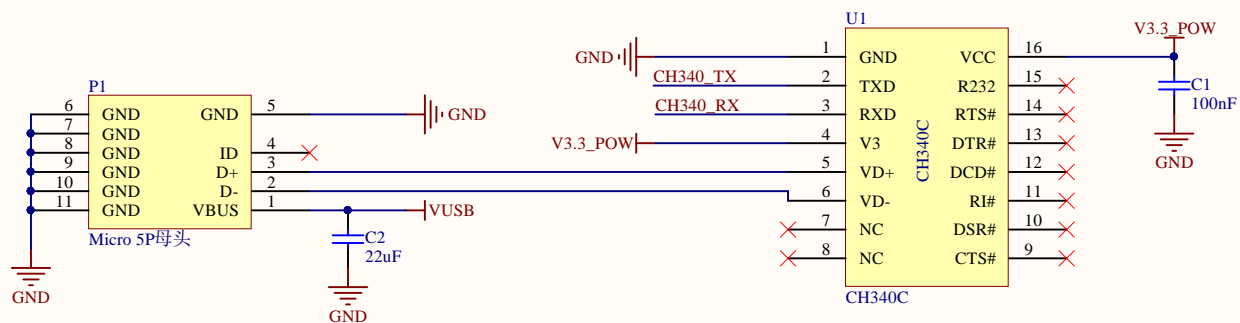 P1
6 GND GND 5
7 GND
8 GND ID 4
9 GND D+ 3
10 GND D- 2
11 GND VBUS 1
Micro 5P母头
GND
GND
VUSB
C2
22uF
GND
U1
GND 1 GND VCC 16
CH340_TX 2 TXD R232 15
CH340_RX 3 RXD RTS# 14
V3.3_POW 4 V3 DTR# 13
5 VD+ DCD# 12
6 VD- RI# 11
7 NC DSR# 10
8 NC CTS# 9
CH340C
CH340C
V3.3_POW
C1
100nF
GND